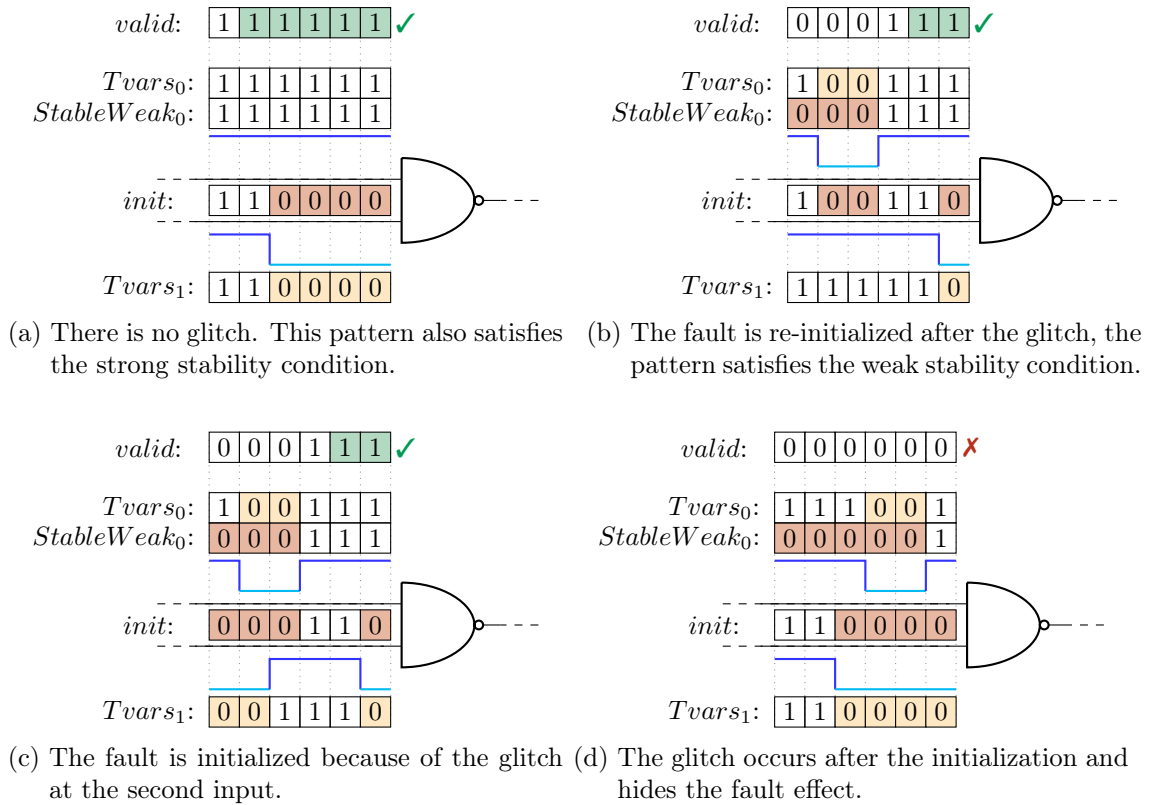 valid: 1 1 1 1 1 1 ✓
Tvars0: 1 1 1 1 1 1
StableWeak0: 1 1 1 1 1 1
init: 1 1 0 0 0 0
Tvars1: 1 1 0 0 0 0
(a) There is no glitch. This pattern also satisfies
the strong stability condition.
valid: 0 0 0 1 1 1 ✓
Tvars0: 1 0 0 1 1 1
StableWeak0: 0 0 0 1 1 1
init: 1 0 0 1 1 0
Tvars1: 1 1 1 1 1 0
(b) The fault is re-initialized after the glitch, the
pattern satisfies the weak stability condition.
valid: 0 0 0 1 1 1 ✓
Tvars0: 1 0 0 1 1 1
StableWeak0: 0 0 0 1 1 1
init: 0 0 0 1 1 0
Tvars1: 0 0 1 1 1 0
(c) The fault is initialized because of the glitch
at the second input.
valid: 0 0 0 0 0 0 ✗
Tvars0: 1 1 1 0 0 1
StableWeak0: 0 0 0 0 0 1
init: 1 1 0 0 0 0
Tvars1: 1 1 0 0 0 0
(d) The glitch occurs after the initialization and
hides the fault effect.